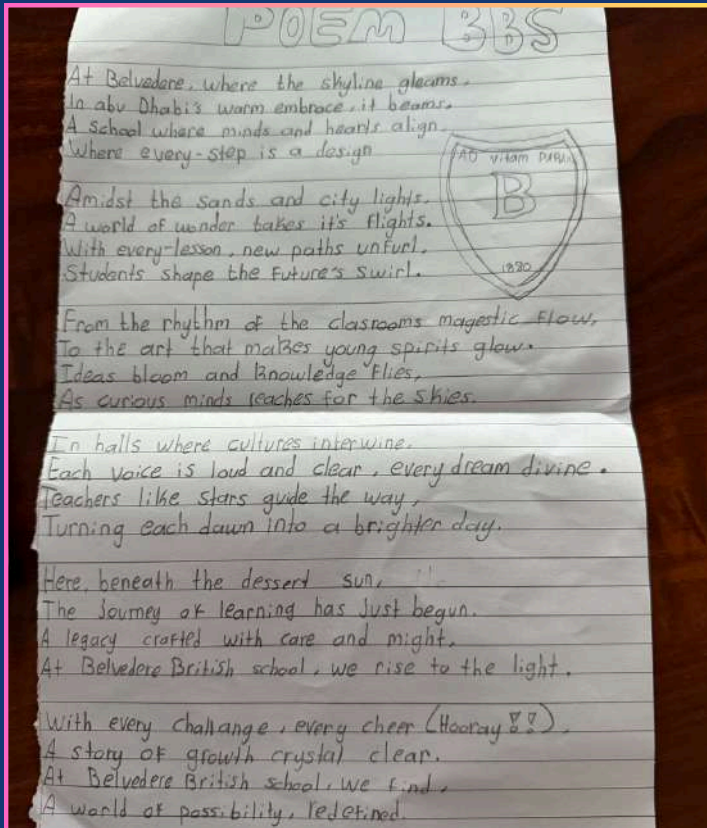 POEM BBS
At Belvedere, where the skyline gleams,
In abu Dhabi's warm embrace, it beams.
A school where minds and hearts align,
Where every-step is a design
AD vitam PARA
B
1880
Amidst the sands and city lights,
A world of wonder takes it's flights.
With every-lesson, new paths unfurl,
Students shape the Future's swirl.
From the rhythm of the clasrooms magestic flow,
To the art that makes young spirits glow.
Ideas bloom and knowledge flies,
As curious minds reaches for the skies.
In halls where cultures interwine,
Each voice is loud and clear, every dream divine.
Teachers like stars guide the way,
Turning each dawn into a brighter day.
Here, beneath the dessert sun,
The Journey of learning has Just begun.
A legacy crafted with care and might,
At Belvedere British school, we rise to the light.
With every challange, every cheer (Hooray!!),
A story of growth crystal clear.
At Belvedere British school, we find,
A world of possibility, redefined.